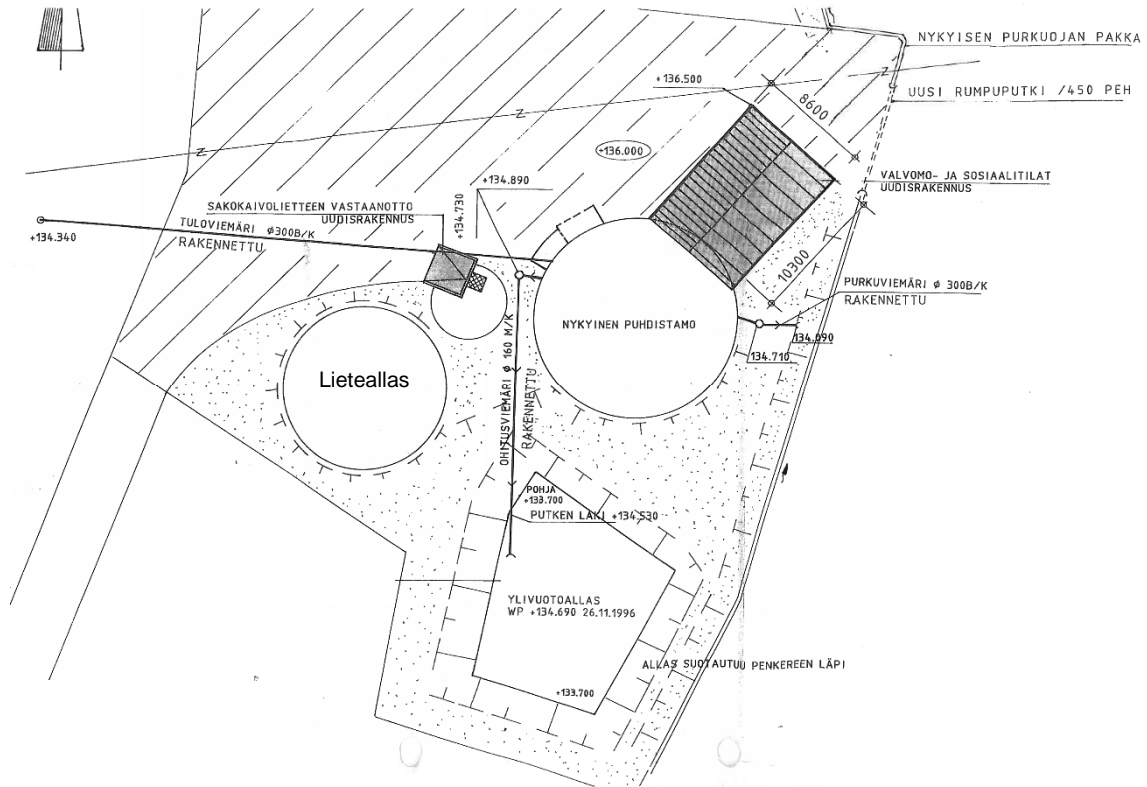 NYKYISEN PURKUOJAN PAKKA
UUSI RUMPUPUTKI /450 PEH
+136.500
8600
+136.000
VALVOMO- JA SOSIAALITILAT
UUDISRAKENNUS
+134.890
+134.730
SAKOKAIVOLIETTEEN VASTAANOTTO
UUDISRAKENNUS
TULOVIEMÄRI Ø300B/K
RAKENNETTU
+134.340
10300
PURKUVIEMÄRI Ø 300B/K
RAKENNETTU
NYKYINEN PUHDISTAMO
134.090
134.710
Lieteallas
OHITUSVIEMÄRI Ø 160 M/K
RAKENNETTU
POHJA
+133.700
PUTKEN LAKI +134.530
YLIVUOTOALLAS
WP +134.690 26.11.1996
ALLAS SUOTAUTUU PENKEREEN LÄPI
+133.700
Z
Z
Z